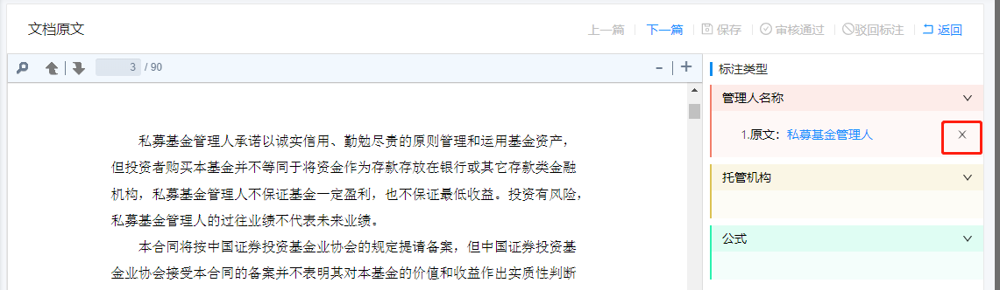 文档原文
上一篇 下一篇 保存 审核通过 驳回标注 返回
3 / 90
私募基金管理人承诺以诚实信用、勤勉尽责的原则管理和运用基金资产，
但投资者购买本基金并不等同于将资金作为存款存放在银行或其它存款类金融
机构，私募基金管理人不保证基金一定盈利，也不保证最低收益。投资有风险，
私募基金管理人的过往业绩不代表未来业绩。
本合同将按中国证券投资基金业协会的规定提请备案，但中国证券投资基
金业协会接受本合同的备案并不表明其对本基金的价值和收益作出实质性判断
标注类型
管理人名称
1.原文：私募基金管理人
托管机构
公式